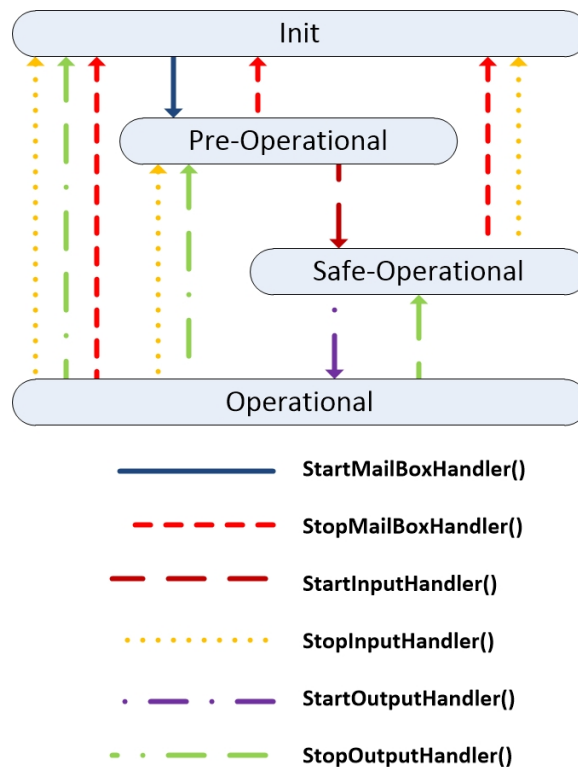 Init
Pre-Operational
Safe-Operational
Operational
StartMailBoxHandler()
StopMailBoxHandler()
StartInputHandler()
StopInputHandler()
StartOutputHandler()
StopOutputHandler()